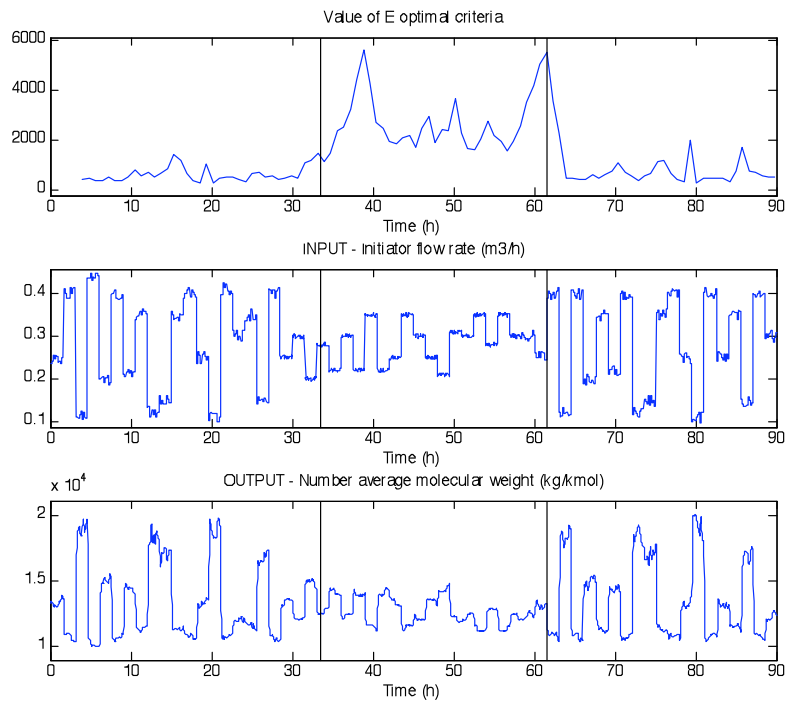 Value of E optimal criteria
6000
4000
2000
0
0 10 20 30 40 50 60 70 80 90
Time (h)
INPUT - Initiator flow rate (m3/h)
0.4
0.3
0.2
0.1
0 10 20 30 40 50 60 70 80 90
Time (h)
x 10^4
OUTPUT - Number average molecular weight (kg/kmol)
2
1.5
1
0 10 20 30 40 50 60 70 80 90
Time (h)